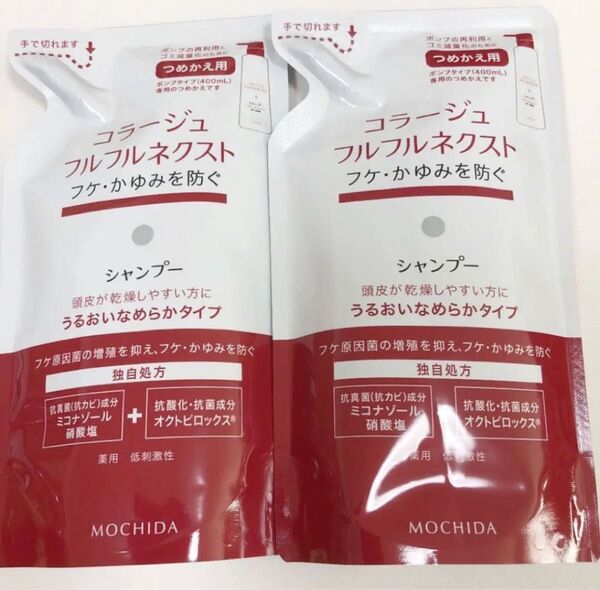 手で切れます
ポンプの再利用と
ゴミ減量化のために
つめかえ用
ポンプタイプ(400mL)
専用のつめかえです
コラージュ
フルフルネクスト
フケ・かゆみを防ぐ
シャンプー
頭皮が乾燥しやすい方に
うるおいなめらかタイプ
フケ原因菌の増殖を抑え、フケ・かゆみを防ぐ
独自処方
抗真菌(抗カビ)成分
ミコナゾール
硝酸塩
+
抗酸化・抗菌成分
オクトピロックス®
薬用 低刺激性
MOCHIDA
手で切れます
ポンプの再利用と
ゴミ減量化のために
つめかえ用
ポンプタイプ(400mL)
専用のつめかえです
コラージュ
フルフルネクスト
フケ・かゆみを防ぐ
シャンプー
頭皮が乾燥しやすい方に
うるおいなめらかタイプ
フケ原因菌の増殖を抑え、フケ・かゆみを防ぐ
独自処方
抗真菌(抗カビ)成分
ミコナゾール
硝酸塩
+
抗酸化・抗菌成分
オクトピロックス®
薬用 低刺激性
MOCHIDA